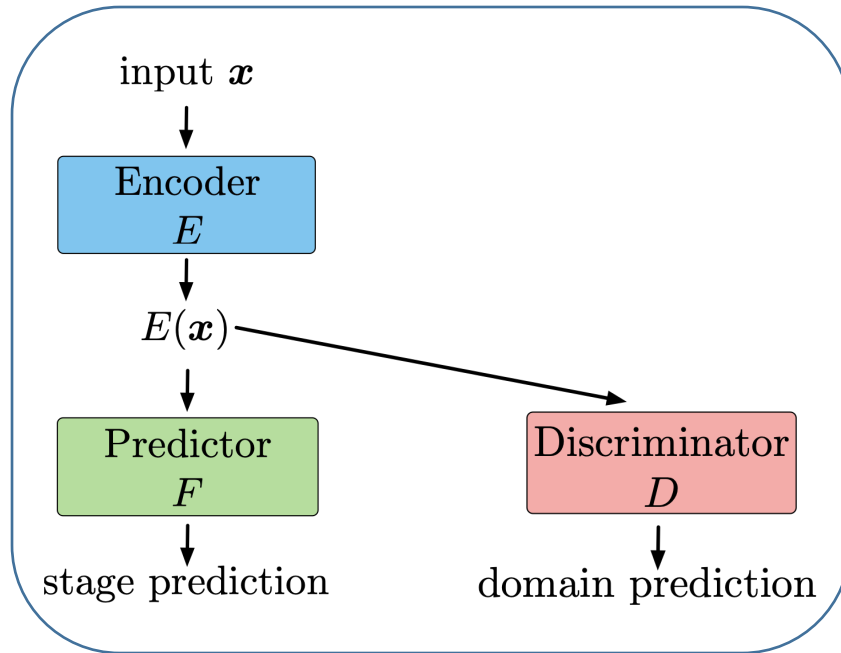 input x
Encoder
E
E(x)
Predictor
F
stage prediction
Discriminator
D
domain prediction